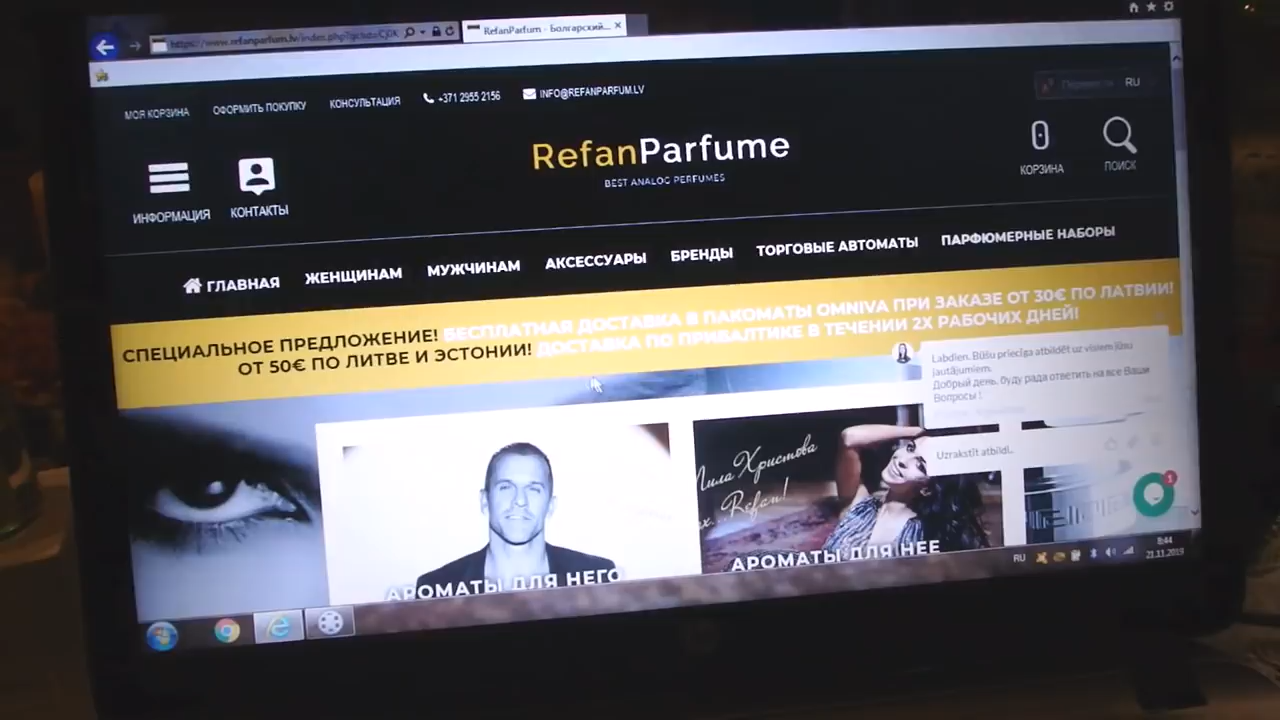 RefanParfum - Болгарский...
МОЯ КОРЗИНА
ОФОРМИТЬ ПОКУПКУ
КОНСУЛЬТАЦИЯ
+371 2955 2156
INFO@REFANPARFUM.LV
RU
RefanParfume
BEST ANALOG PERFUMES
ИНФОРМАЦИЯ
КОНТАКТЫ
КОРЗИНА
ПОИСК
ГЛАВНАЯ
ЖЕНЩИНАМ
МУЖЧИНАМ
АКСЕССУАРЫ
БРЕНДЫ
ТОРГОВЫЕ АВТОМАТЫ
ПАРФЮМЕРНЫЕ НАБОРЫ
СПЕЦИАЛЬНОЕ ПРЕДЛОЖЕНИЕ! БЕСПЛАТНАЯ ДОСТАВКА В ПАКОМАТЫ OMNIVA ПРИ ЗАКАЗЕ ОТ 30€ ПО ЛАТВИИ!
ОТ 50€ ПО ЛИТВЕ И ЭСТОНИИ! ДОСТАВКА ПО ПРИБАЛТИКЕ В ТЕЧЕНИИ 2Х РАБОЧИХ ДНЕЙ!
Labdien. Būšu priecīga atbildēt uz visiem jūsu
jautājumiem.
Добрый день, буду рада ответить на все Ваши
Вопросы !
Uzrakstīt atbildi..
1
Христова
Refan!
АРОМАТЫ ДЛЯ НЕГО
АРОМАТЫ ДЛЯ НЕЕ
RU
8:44
21.11.2019